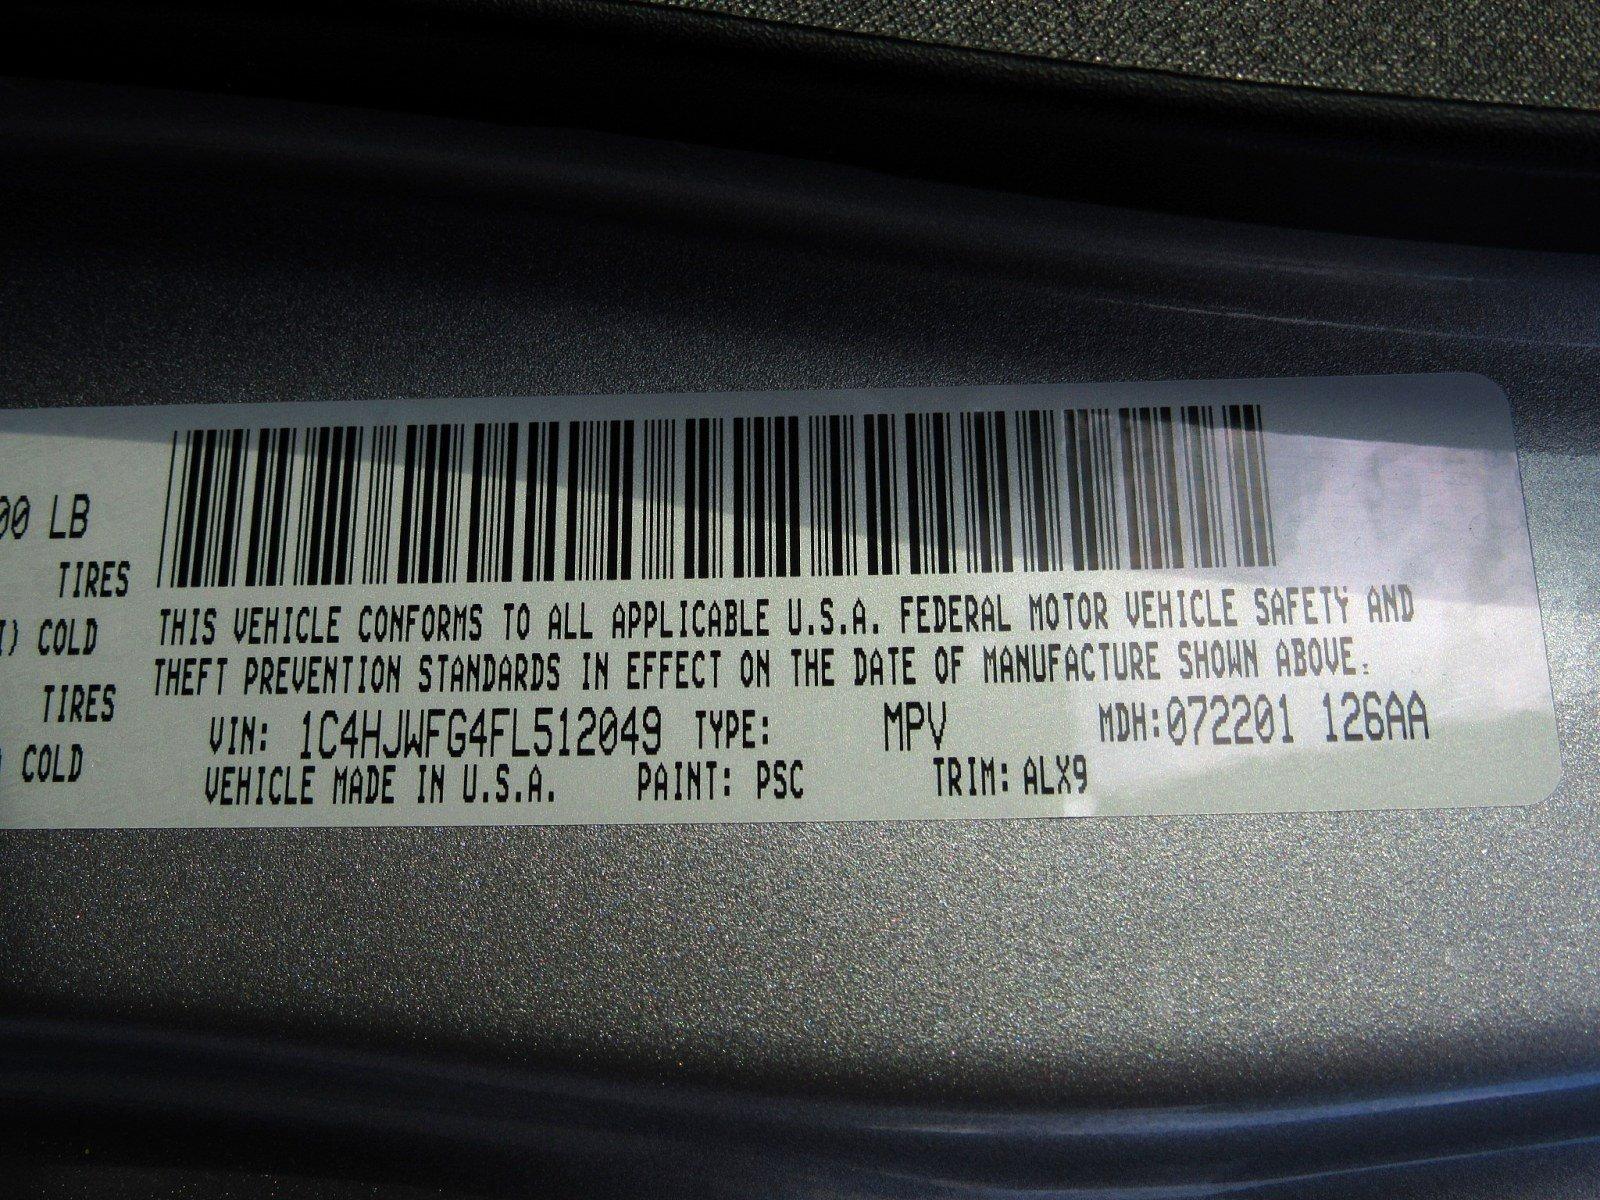 00 LB
TIRES
I) COLD
TIRES
) COLD
THIS VEHICLE CONFORMS TO ALL APPLICABLE U.S.A. FEDERAL MOTOR VEHICLE SAFETY AND
THEFT PREVENTION STANDARDS IN EFFECT ON THE DATE OF MANUFACTURE SHOWN ABOVE.
VIN: 1C4HJWFG4FL512049 TYPE: MPV MDH:072201 126AA
VEHICLE MADE IN U.S.A. PAINT: PSC TRIM: ALX9